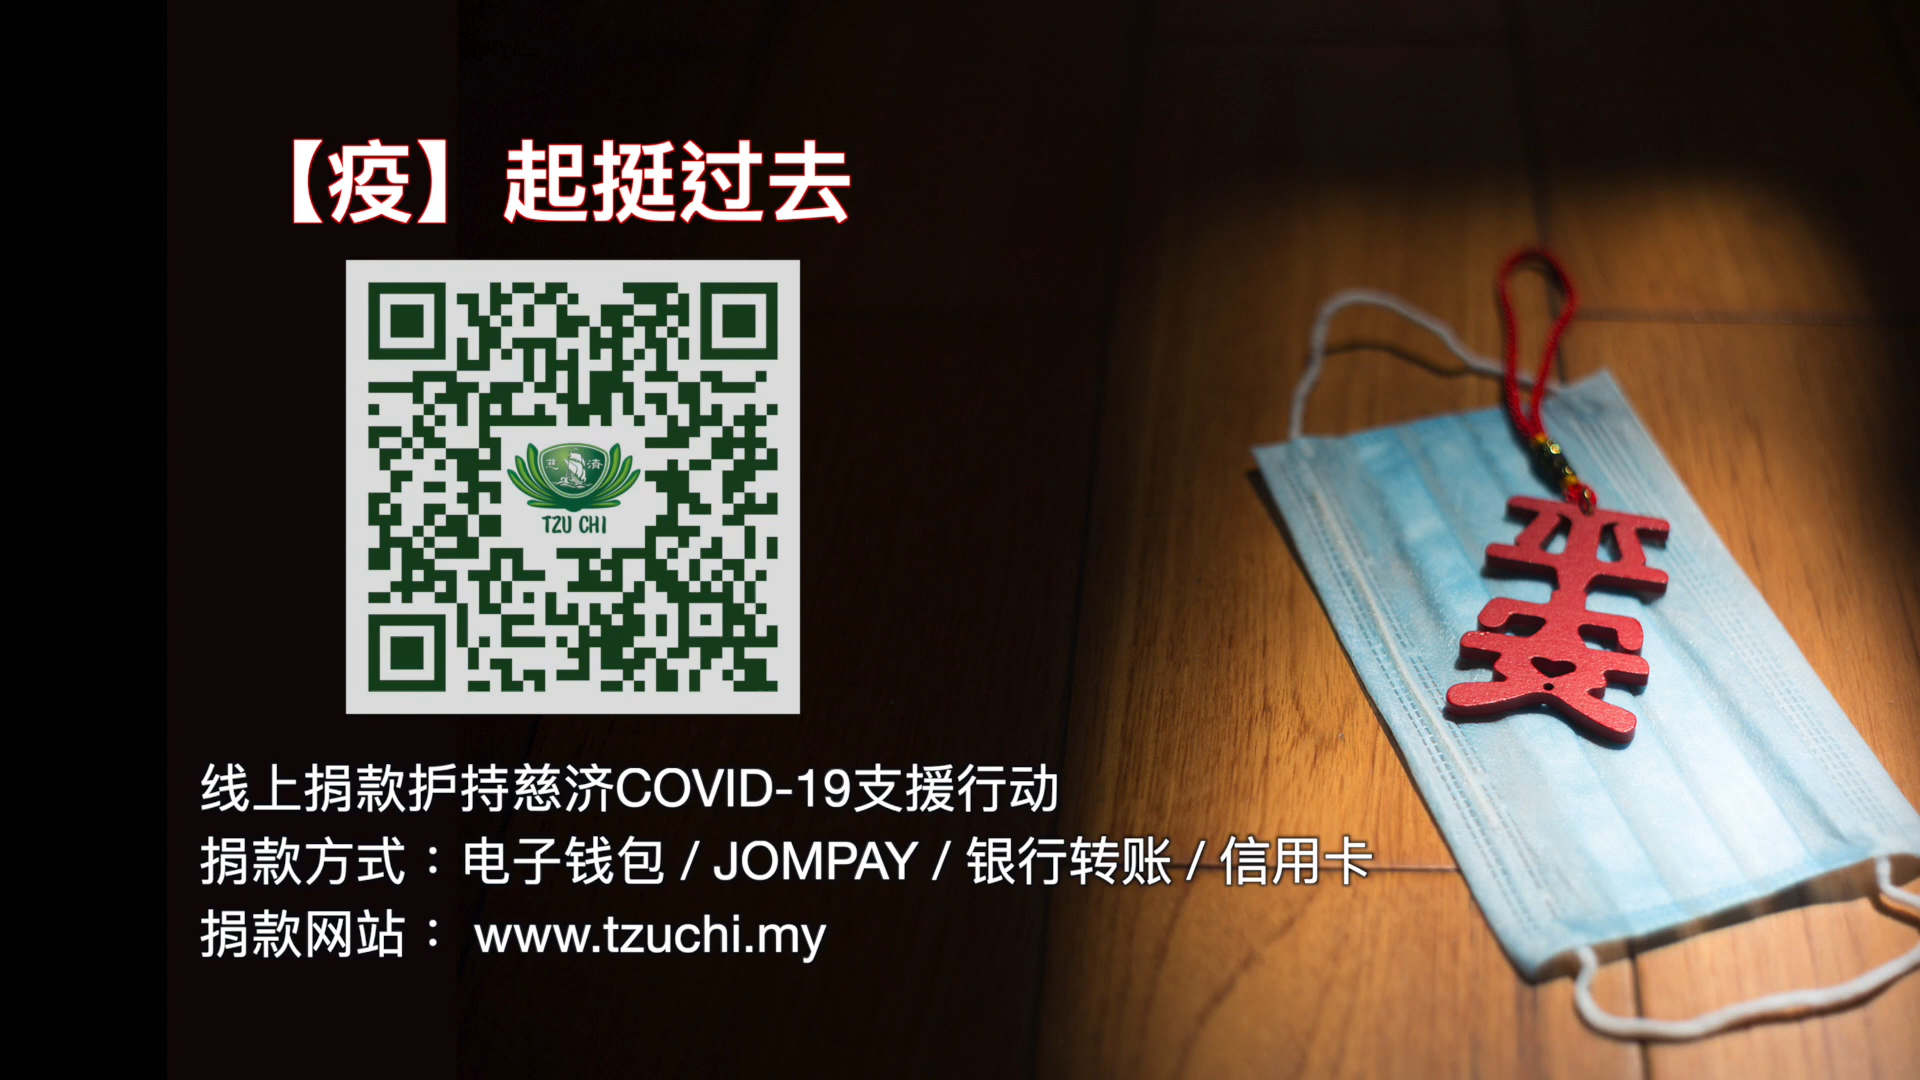 【疫】起挺过去
慈濟
TZU CHI
平安
线上捐款护持慈济COVID-19支援行动
捐款方式：电子钱包 / JOMPAY / 银行转账 / 信用卡
捐款网站： www.tzuchi.my